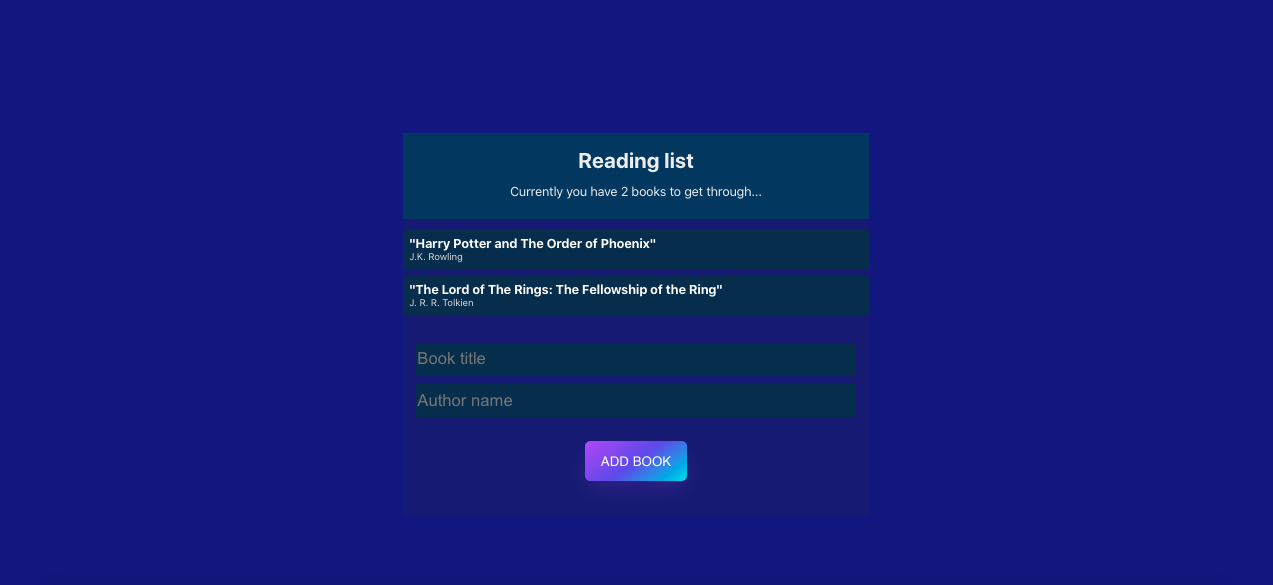 Reading list
Currently you have 2 books to get through...
"Harry Potter and The Order of Phoenix"
J.K. Rowling
"The Lord of The Rings: The Fellowship of the Ring"
J. R. R. Tolkien
Book title
Author name
ADD BOOK